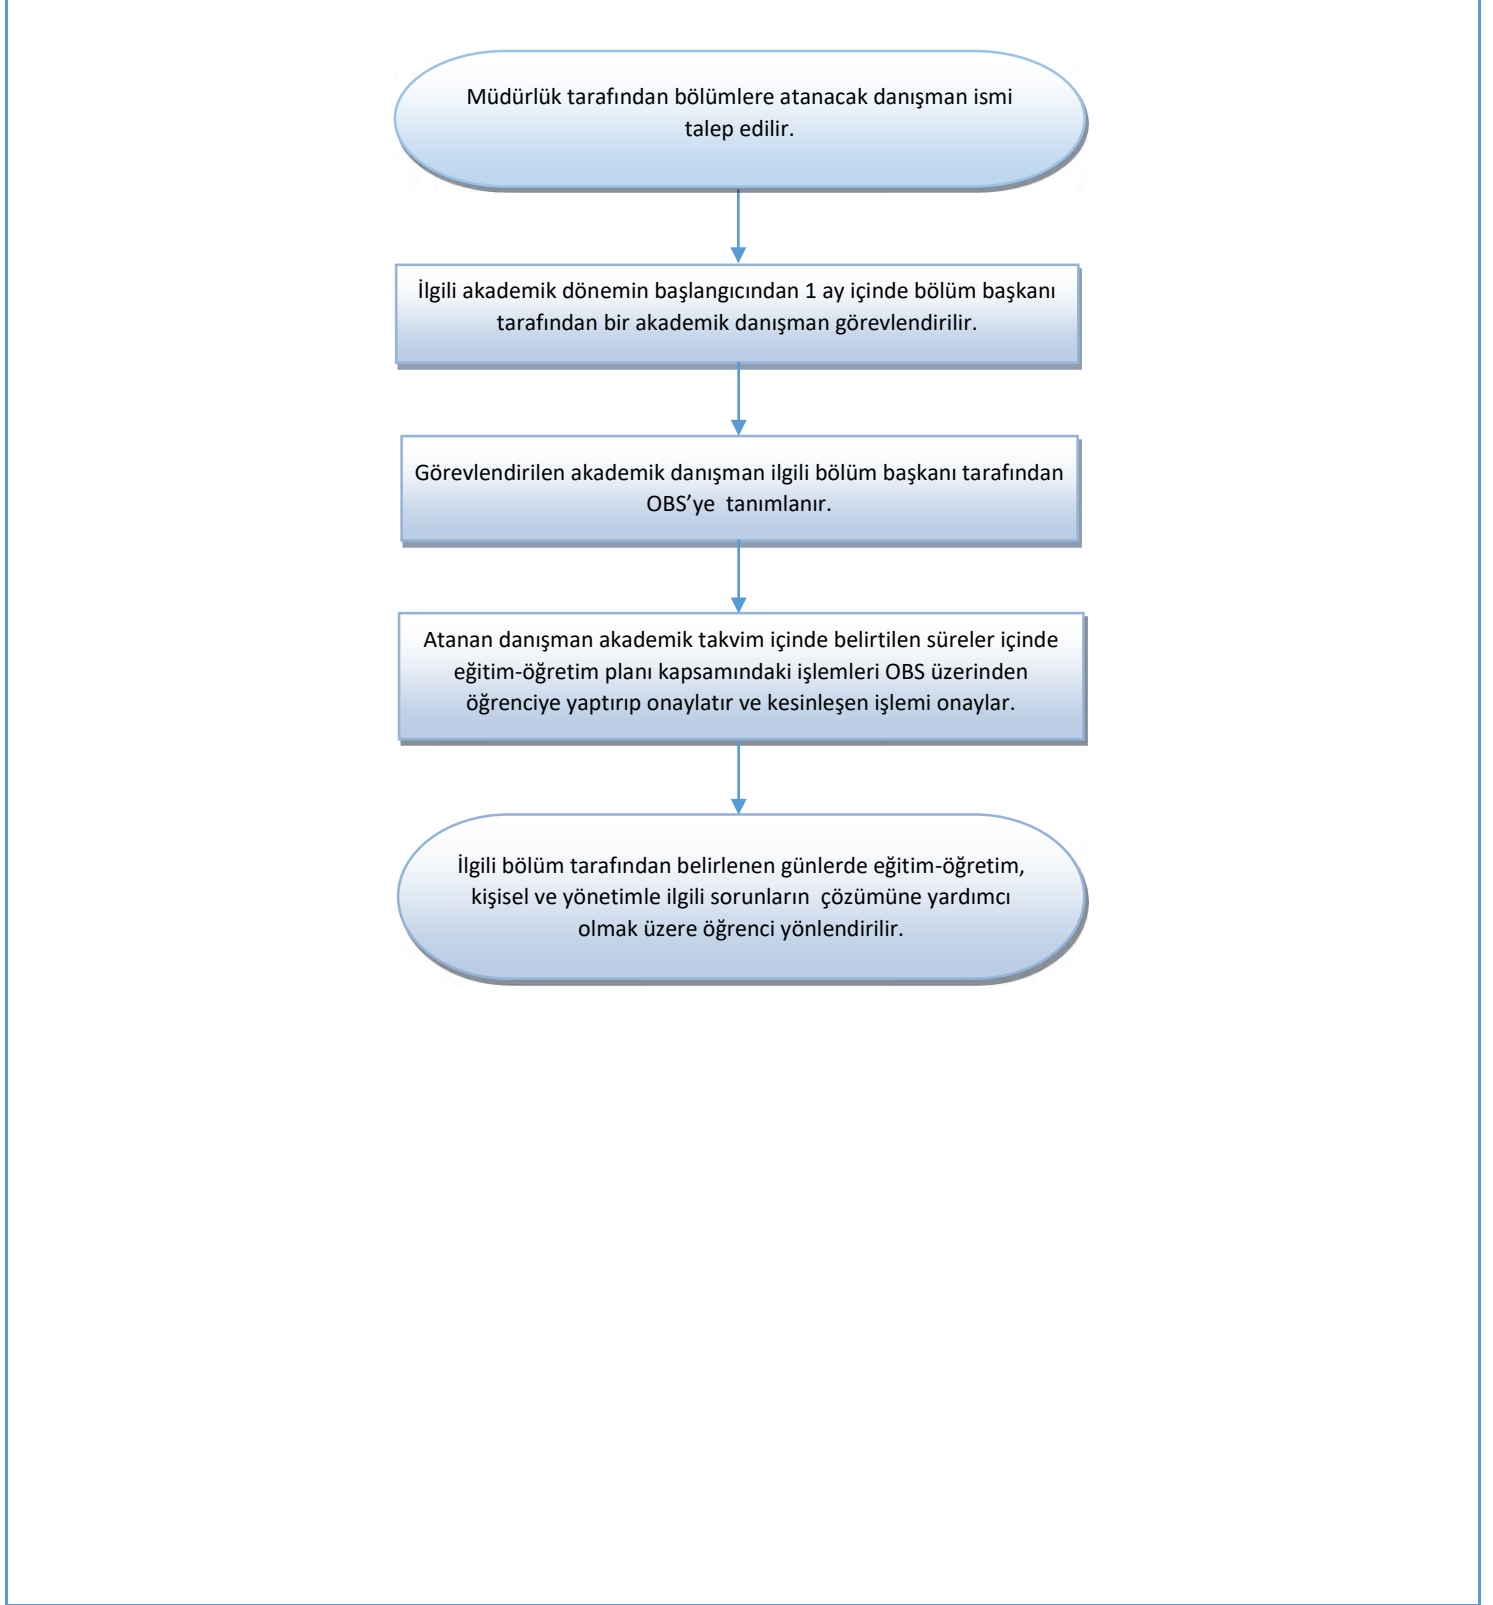 Müdürlük tarafından bölümlere atanacak danışman ismi
talep edilir.
İlgili akademik dönemin başlangıcından 1 ay içinde bölüm başkanı
tarafından bir akademik danışman görevlendirilir.
Görevlendirilen akademik danışman ilgili bölüm başkanı tarafından
OBS’ye  tanımlanır.
Atanan danışman akademik takvim içinde belirtilen süreler içinde
eğitim-öğretim planı kapsamındaki işlemleri OBS üzerinden
öğrenciye yaptırıp onaylatır ve kesinleşen işlemi onaylar.
İlgili bölüm tarafından belirlenen günlerde eğitim-öğretim,
kişisel ve yönetimle ilgili sorunların  çözümüne yardımcı
olmak üzere öğrenci yönlendirilir.